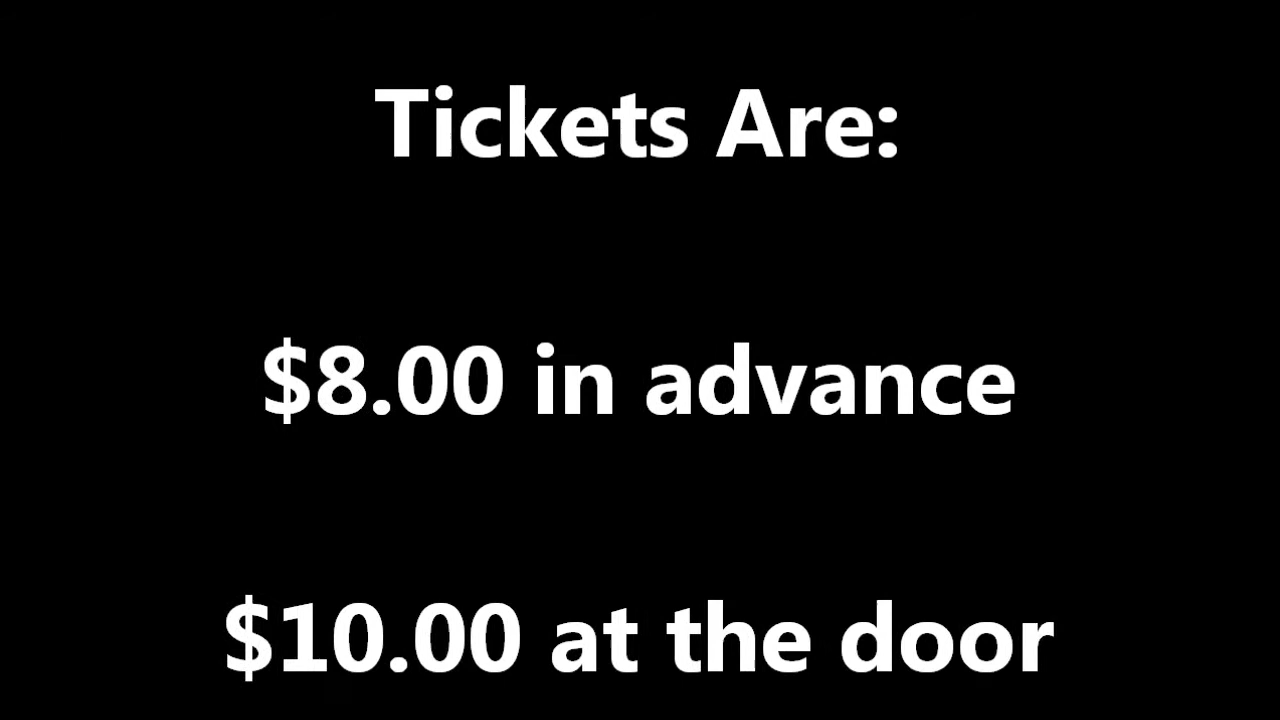 Tickets Are:
$8.00 in advance
$10.00 at the door